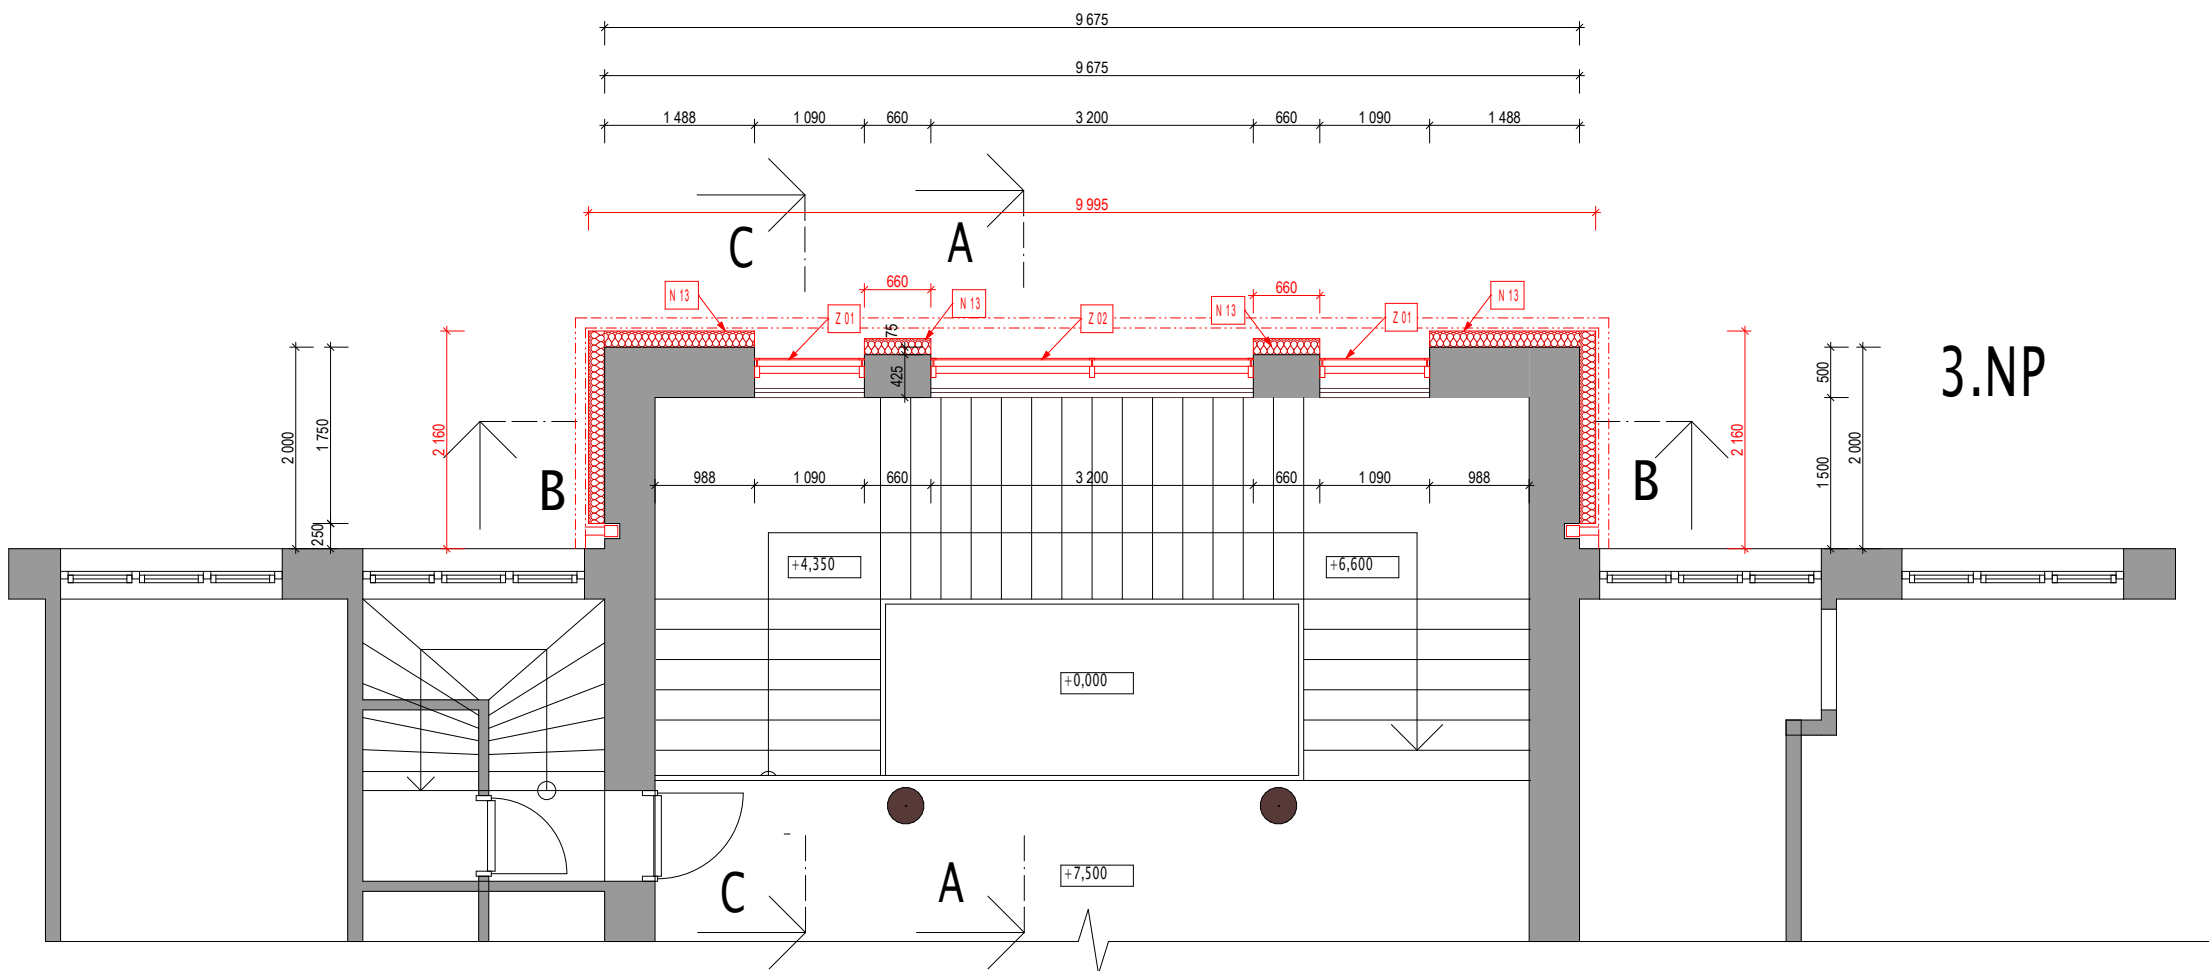 9 675
9 675
1 488 1 090 660 3 200 660 1 090 1 488
9 995
C A
660 660
N 13 Z 01 N 13 Z 02 N 13 Z 01 N 13
75
425
2 000 1 750 250 2 160
2 160 500 1 500 2 000
3.NP
B B
988 1 090 660 3 200 660 1 090 988
+4,350 +6,600
+0,000
+7,500
C A